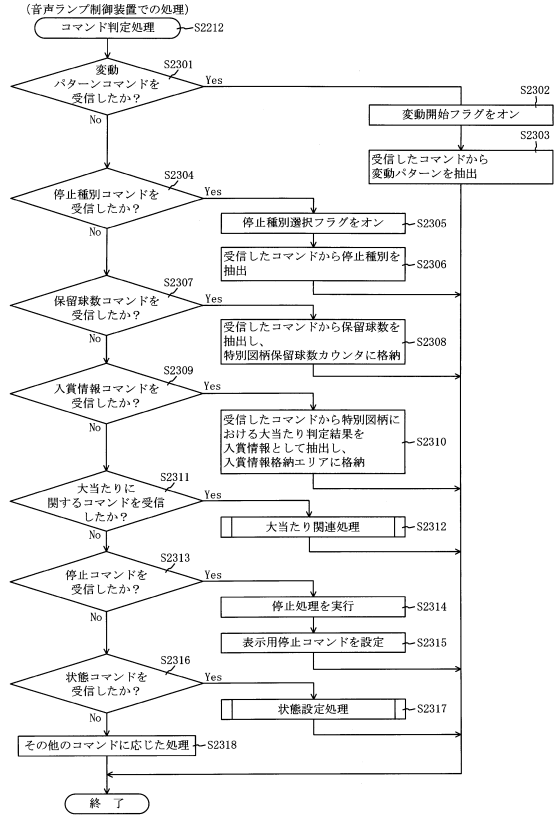 （音声ランプ制御装置での処理）
コマンド判定処理
S2212
変動
パターンコマンドを
受信したか？
S2301
Yes
No
S2302
変動開始フラグをオン
S2303
受信したコマンドから
変動パターンを抽出
停止種別コマンドを
受信したか？
S2304
Yes
No
停止種別選択フラグをオン
S2305
受信したコマンドから停止種別を
抽出
S2306
保留球数コマンドを
受信したか？
S2307
Yes
No
受信したコマンドから保留球数を
抽出し、
特別図柄保留球数カウンタに格納
S2308
入賞情報コマンドを
受信したか？
S2309
Yes
No
受信したコマンドから特別図柄に
おける大当たり判定結果を
入賞情報として抽出し、
入賞情報格納エリアに格納
S2310
大当たりに
関するコマンドを受信
したか？
S2311
Yes
No
大当たり関連処理
S2312
停止コマンドを
受信したか？
S2313
Yes
No
停止処理を実行
S2314
表示用停止コマンドを設定
S2315
状態コマンドを
受信したか？
S2316
Yes
No
状態設定処理
S2317
その他のコマンドに応じた処理
S2318
終　了